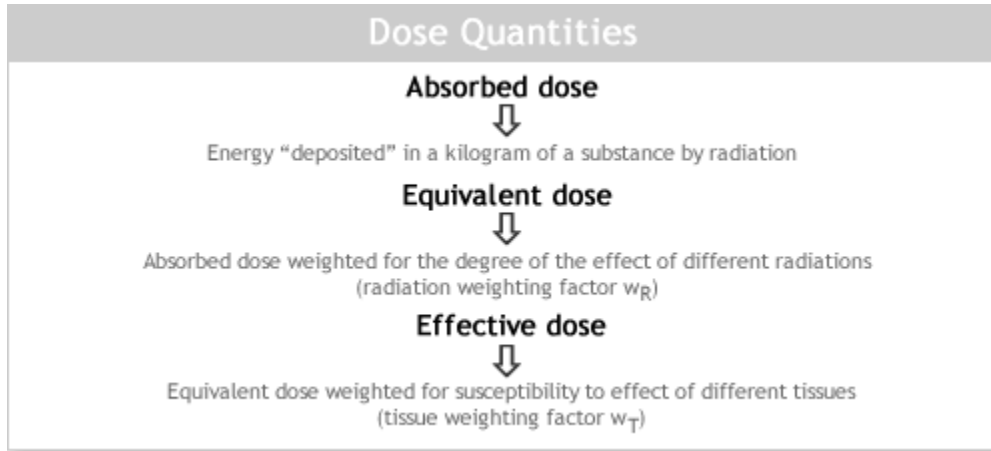 Dose Quantities
Absorbed dose
Energy “deposited” in a kilogram of a substance by radiation
Equivalent dose
Absorbed dose weighted for the degree of the effect of different radiations
(radiation weighting factor wR)
Effective dose
Equivalent dose weighted for susceptibility to effect of different tissues
(tissue weighting factor wT)